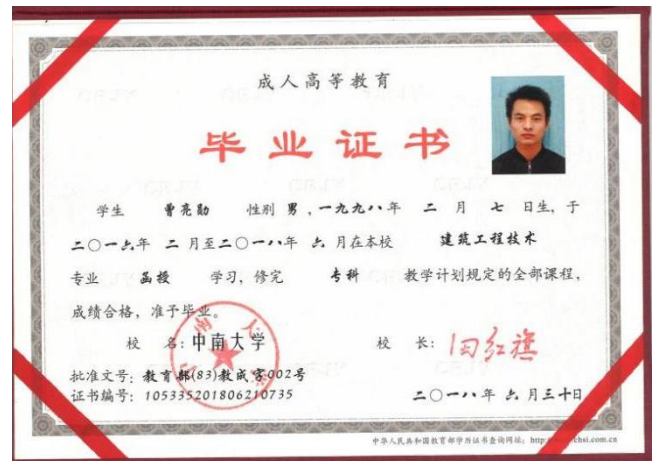 成人高等教育
毕业证书
学生 曾亮勋 性别 男 ,一九九八年 二 月 七 日生, 于
二〇一六年 二 月至二〇一八年 六 月在本校 建筑工程技术
专业 函授 学习, 修完 专科 教学计划规定的全部课程,
成绩合格, 准予毕业。
校 名: 中南大学 校 长: 田红旗
批准文号: 教育部(83)教成字002号
证书编号: 105335201806210735 二〇一八年 六 月三十日
中华人民共和国教育部学历证书查询网址: http
chsi.com.cn